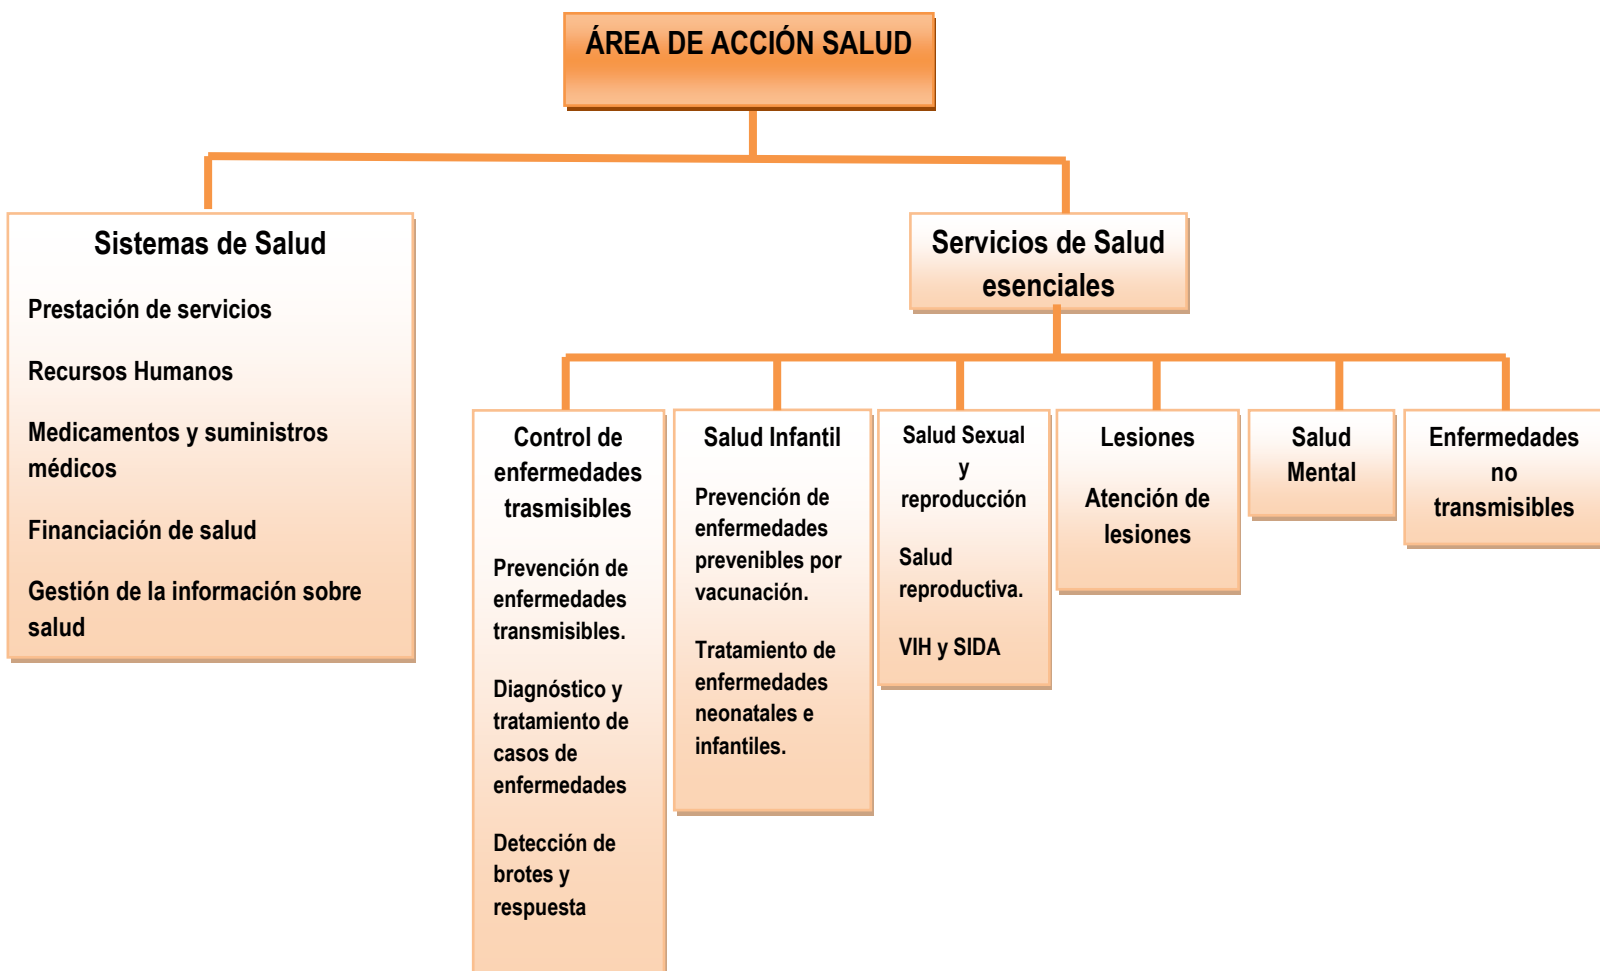 ÁREA DE ACCIÓN SALUD
Sistemas de Salud
Prestación de servicios
Recursos Humanos
Medicamentos y suministros
médicos
Financiación de salud
Gestión de la información sobre
salud
Servicios de Salud
esenciales
Control de
enfermedades
trasmisibles
Prevención de
enfermedades
transmisibles.
Diagnóstico y
tratamiento de
casos de
enfermedades
Detección de
brotes y
respuesta
Salud Infantil
Prevención de
enfermedades
prevenibles por
vacunación.
Tratamiento de
enfermedades
neonatales e
infantiles.
Salud Sexual
y
reproducción
Salud
reproductiva.
VIH y SIDA
Lesiones
Atención de
lesiones
Salud
Mental
Enfermedades
no
transmisibles